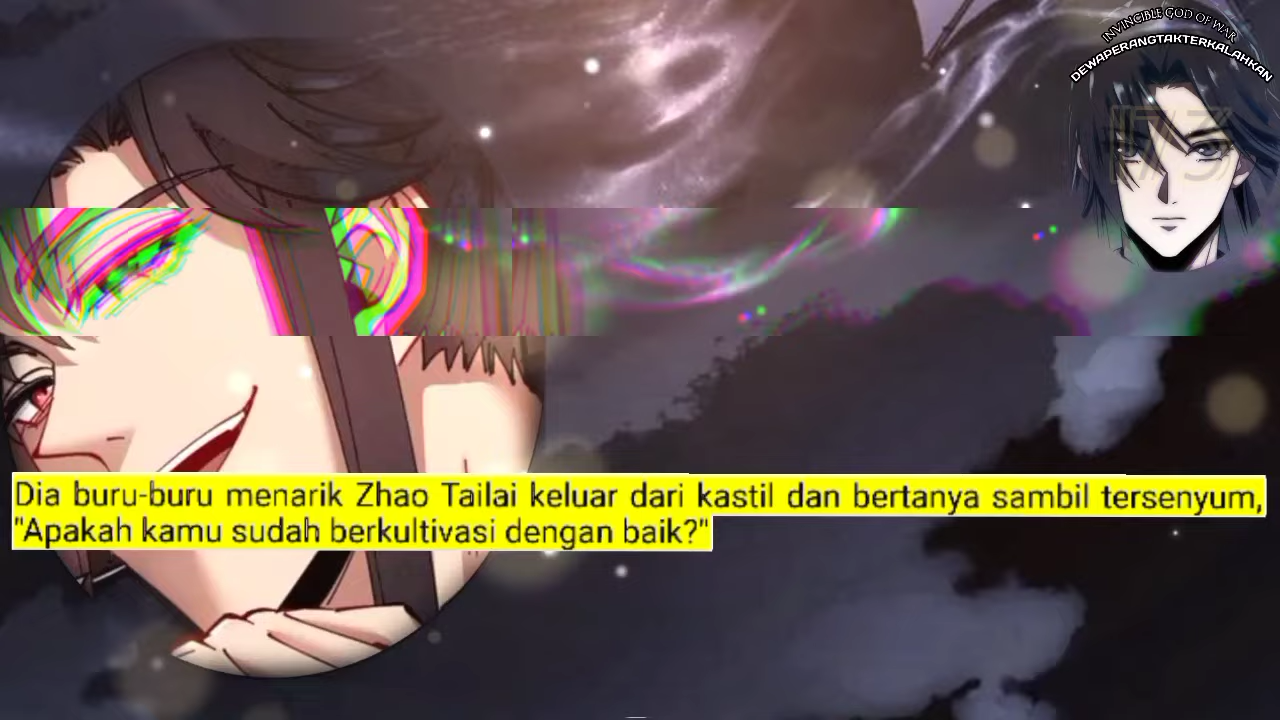 INVINCIBLE GOD OF WAR
DEWAPERANGTAKTERKALAHKAN
Dia buru-buru menarik Zhao Tailai keluar dari kastil dan bertanya sambil tersenyum,
"Apakah kamu sudah berkultivasi dengan baik?"